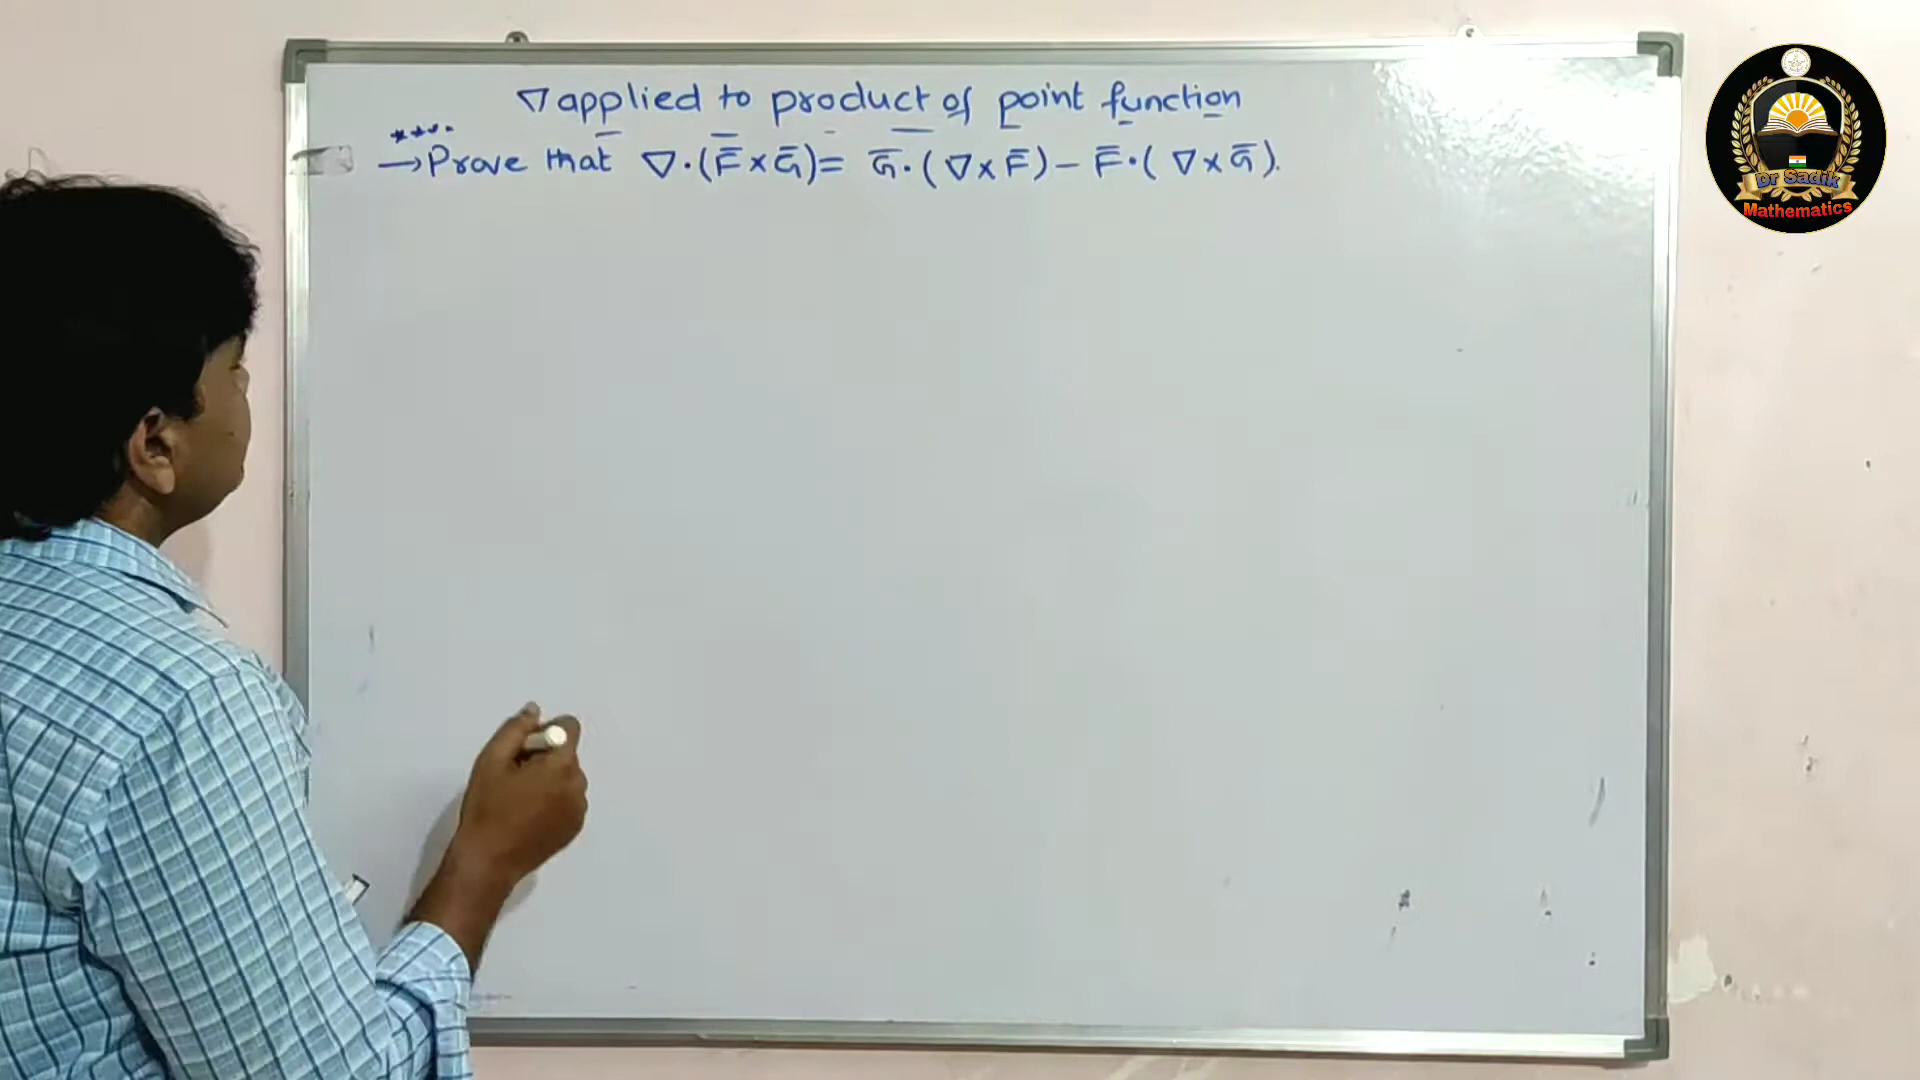 ∇ applied to product of point function
→ Prove that ∇·(F̅ × G̅) = G̅·(∇ × F̅) − F̅·(∇ × G̅).
Dr Sadik
Mathematics